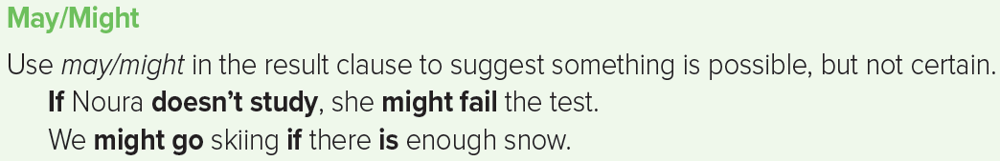 May/Might
Use may/might in the result clause to suggest something is possible, but not certain.
If Noura doesn’t study, she might fail the test.
We might go skiing if there is enough snow.